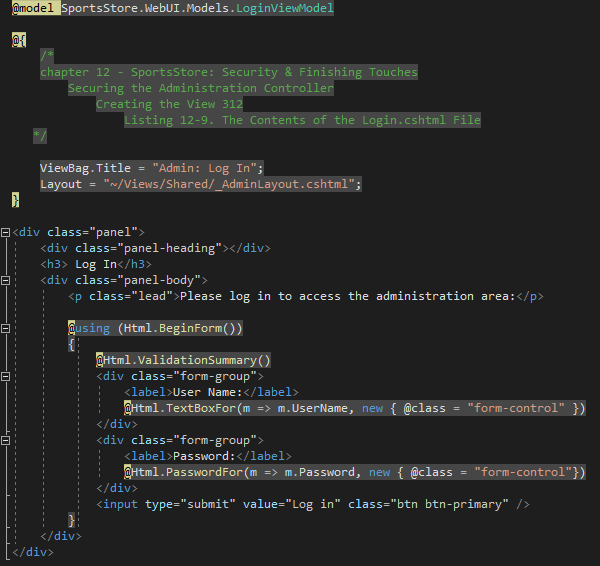 @model SportsStore.WebUI.Models.LoginViewModel
@{
/*
chapter 12 - SportsStore: Security & Finishing Touches
Securing the Administration Controller
Creating the View 312
Listing 12-9. The Contents of the Login.cshtml File
*/
ViewBag.Title = "Admin: Log In";
Layout = "~/Views/Shared/_AdminLayout.cshtml";
}
<div class="panel">
<div class="panel-heading"></div>
<h3> Log In</h3>
<div class="panel-body">
<p class="lead">Please log in to access the administration area:</p>
@using (Html.BeginForm())
{
@Html.ValidationSummary()
<div class="form-group">
<label>User Name:</label>
@Html.TextBoxFor(m => m.UserName, new { @class = "form-control" })
</div>
<div class="form-group">
<label>Password:</label>
@Html.PasswordFor(m => m.Password, new { @class = "form-control"})
</div>
<input type="submit" value="Log in" class="btn btn-primary" />
}
</div>
</div>